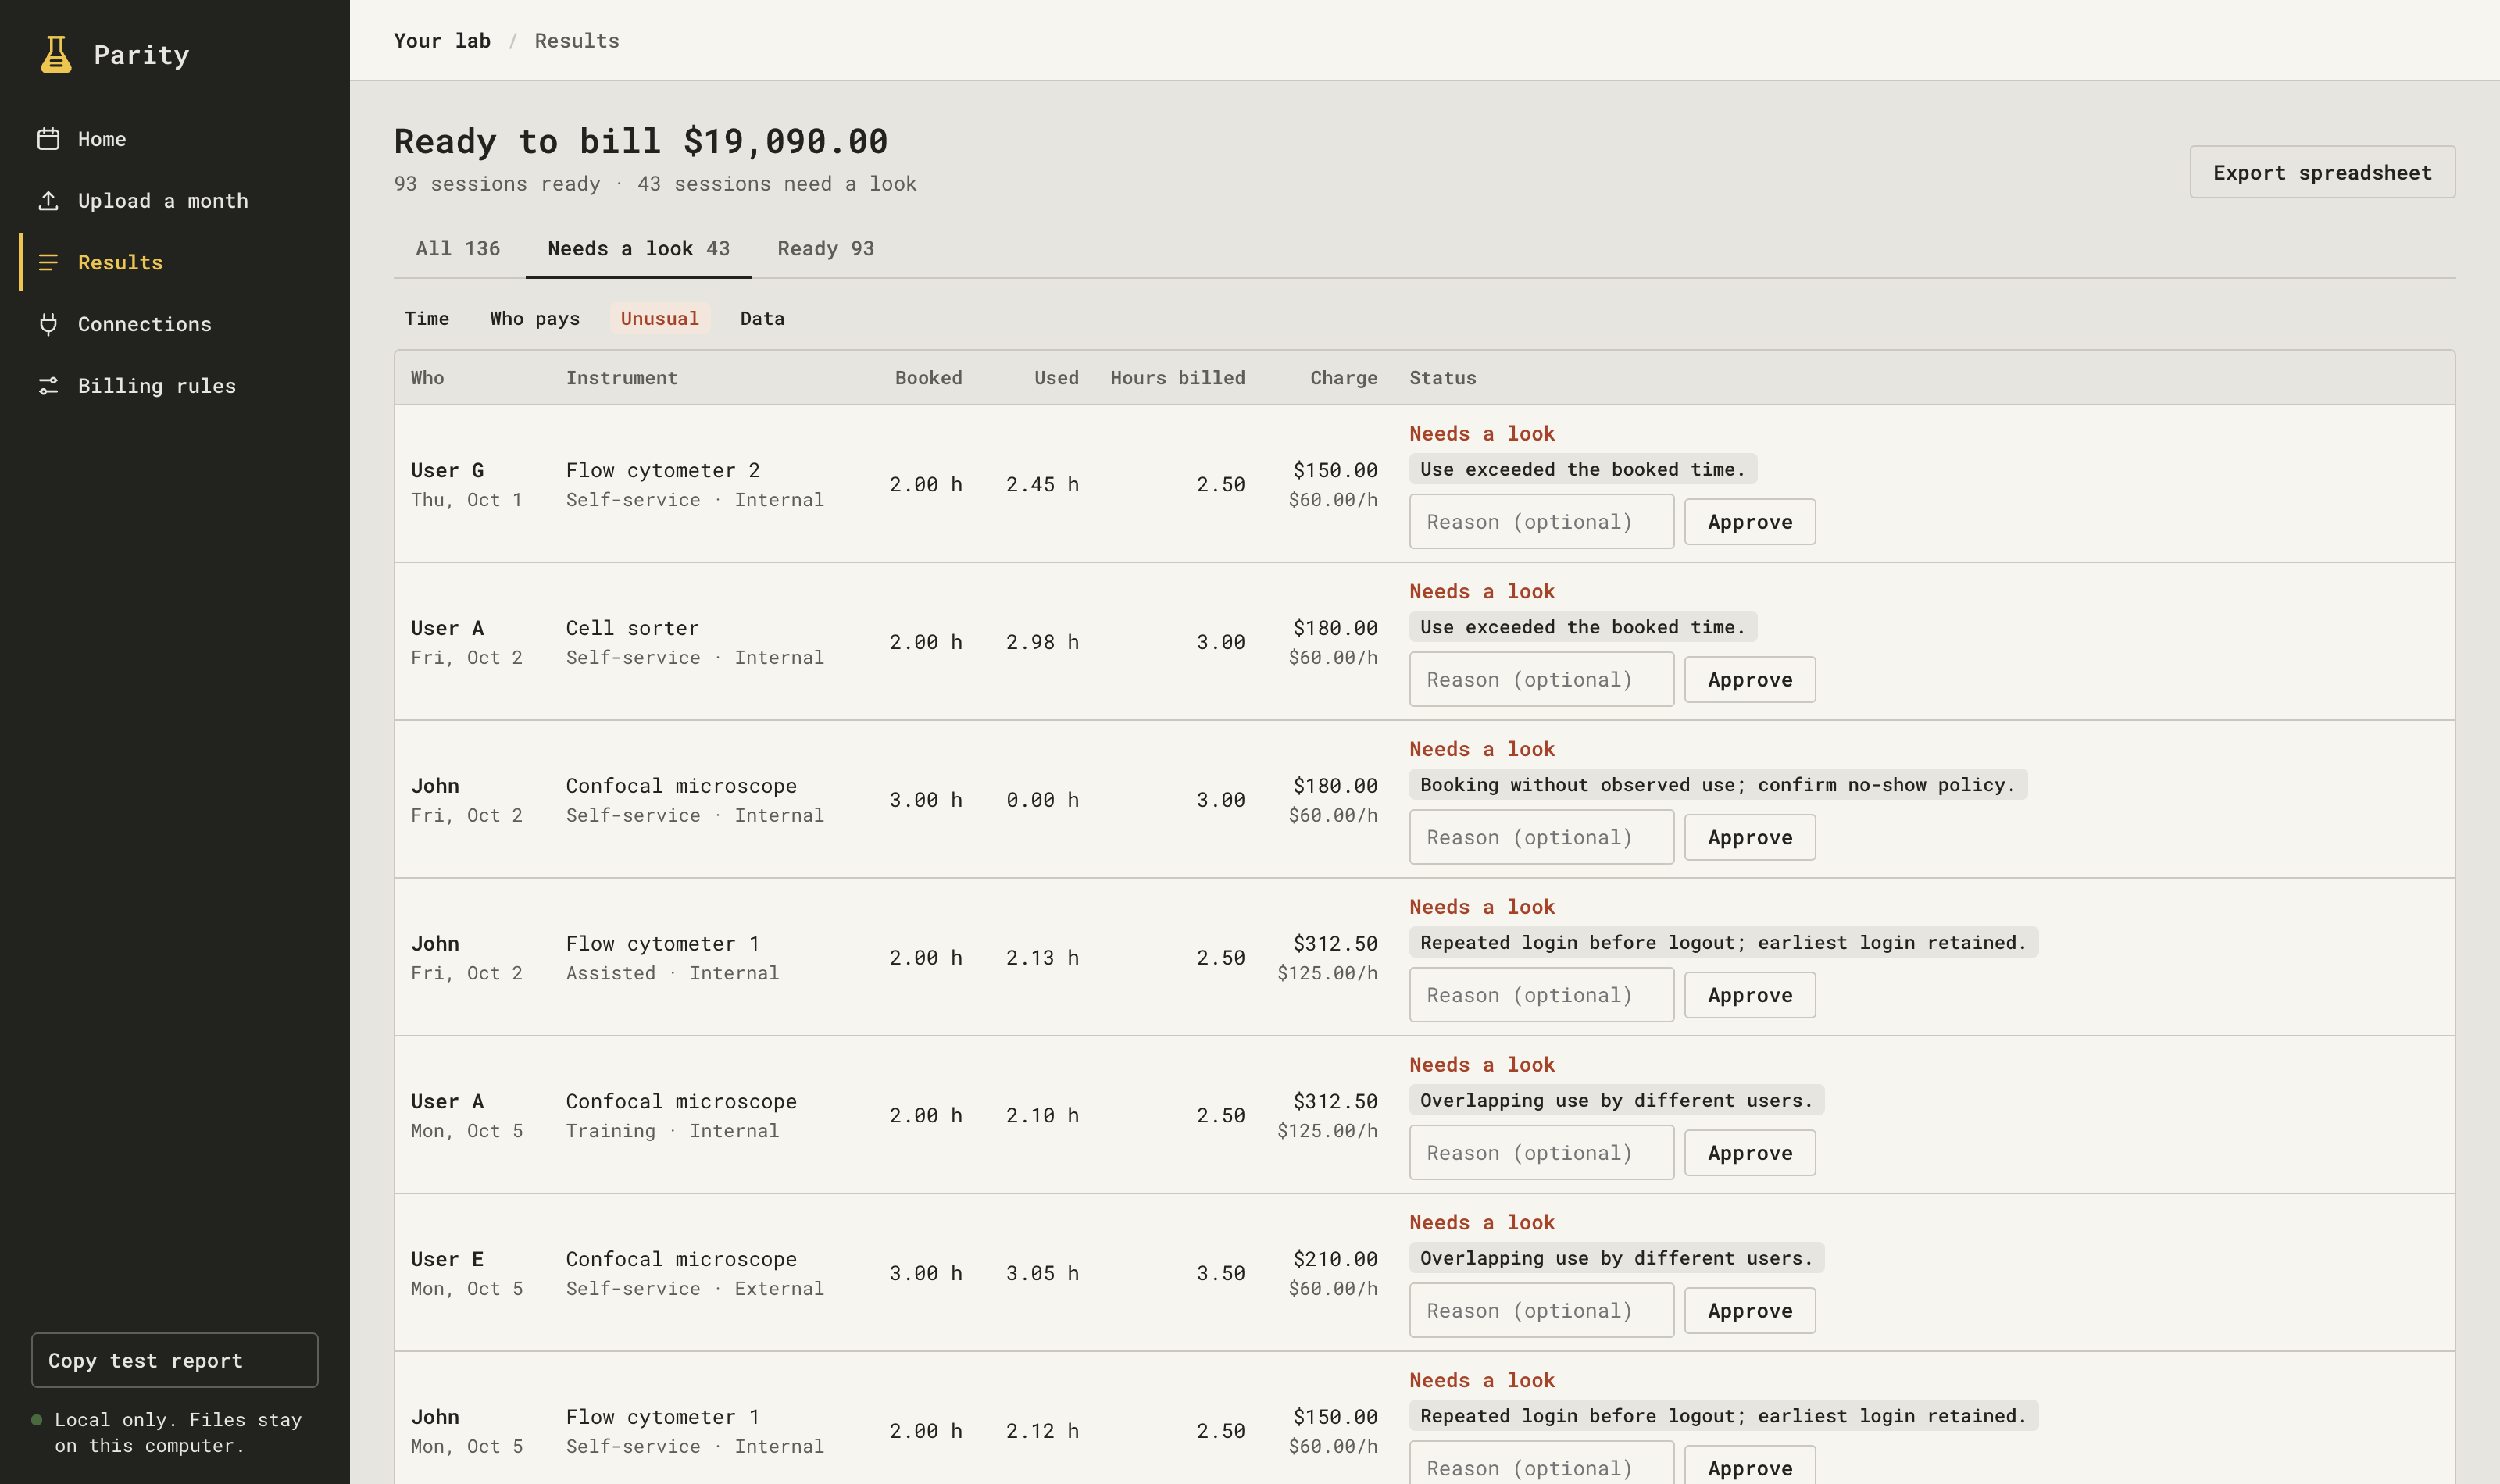 Parity
Home
Upload a month
Results
Connections
Billing rules
Copy test report
Local only. Files stay
on this computer.
Your lab / Results
Ready to bill $19,090.00
93 sessions ready · 43 sessions need a look
Export spreadsheet
All 136 Needs a look 43 Ready 93
Time Who pays Unusual Data
Who Instrument Booked Used Hours billed Charge Status
Needs a look
User G Flow cytometer 2 2.00 h 2.45 h 2.50 $150.00 Use exceeded the booked time.
Thu, Oct 1 Self-service · Internal $60.00/h
Reason (optional) Approve
Needs a look
User A Cell sorter 2.00 h 2.98 h 3.00 $180.00 Use exceeded the booked time.
Fri, Oct 2 Self-service · Internal $60.00/h
Reason (optional) Approve
Needs a look
John Confocal microscope 3.00 h 0.00 h 3.00 $180.00 Booking without observed use; confirm no-show policy.
Fri, Oct 2 Self-service · Internal $60.00/h
Reason (optional) Approve
Needs a look
John Flow cytometer 1 2.00 h 2.13 h 2.50 $312.50 Repeated login before logout; earliest login retained.
Fri, Oct 2 Assisted · Internal $125.00/h
Reason (optional) Approve
Needs a look
User A Confocal microscope 2.00 h 2.10 h 2.50 $312.50 Overlapping use by different users.
Mon, Oct 5 Training · Internal $125.00/h
Reason (optional) Approve
Needs a look
User E Confocal microscope 3.00 h 3.05 h 3.50 $210.00 Overlapping use by different users.
Mon, Oct 5 Self-service · External $60.00/h
Reason (optional) Approve
Needs a look
John Flow cytometer 1 2.00 h 2.12 h 2.50 $150.00 Repeated login before logout; earliest login retained.
Mon, Oct 5 Self-service · Internal $60.00/h
Reason (optional) Approve